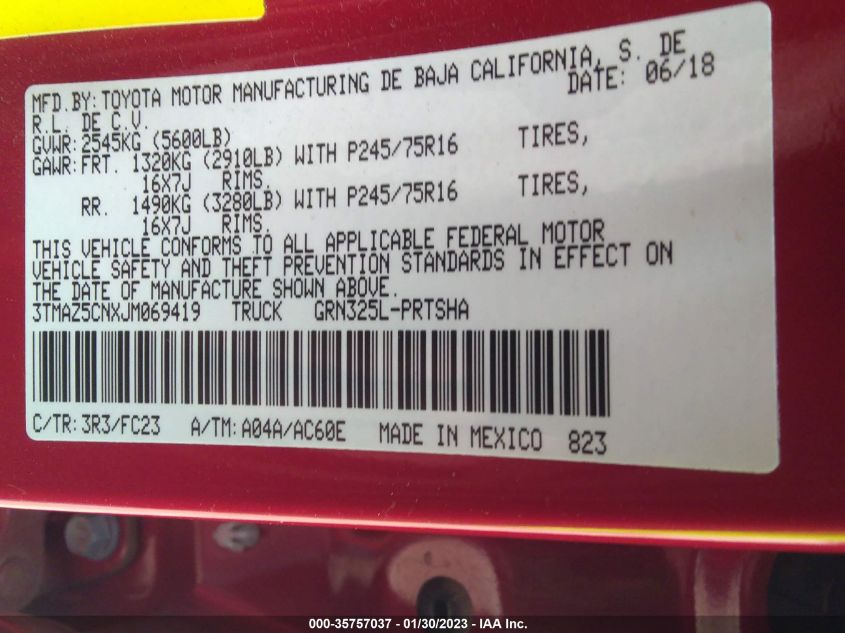 MFD.BY: TOYOTA MOTOR MANUFACTURING DE BAJA CALIFORNIA, S. DE
R.L. DE C.V. DATE: 06/18
GVWR: 2545KG (5600LB)
GAWR: FRT. 1320KG (2910LB) WITH P245/75R16 TIRES,
16X7J RIMS.
RR. 1490KG (3280LB) WITH P245/75R16 TIRES,
16X7J RIMS.
THIS VEHICLE CONFORMS TO ALL APPLICABLE FEDERAL MOTOR
VEHICLE SAFETY AND THEFT PREVENTION STANDARDS IN EFFECT ON
THE DATE OF MANUFACTURE SHOWN ABOVE.
3TMAZ5CNXJM069419 TRUCK GRN325L-PRTSHA
C/TR: 3R3/FC23 A/TM: A04A/AC60E MADE IN MEXICO 823
000-35757037 - 01/30/2023 - IAA Inc.